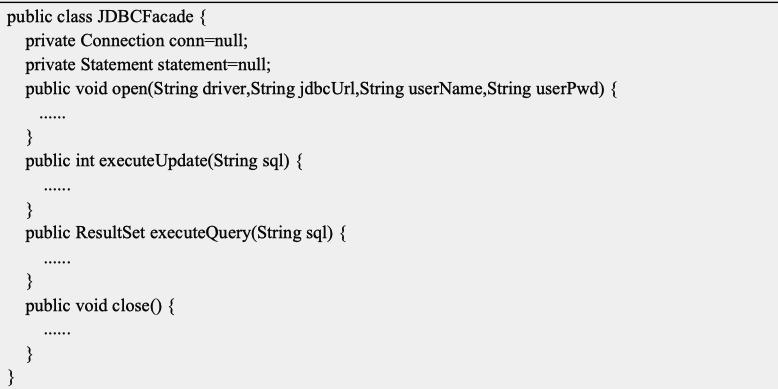 public class JDBCFacade {
private Connection conn=null;
private Statement statement=null;
public void open(String driver,String jdbcUrl,String userName,String userPwd) {
......
}
public int executeUpdate(String sql) {
......
}
public ResultSet executeQuery(String sql) {
......
}
public void close() {
......
}
}